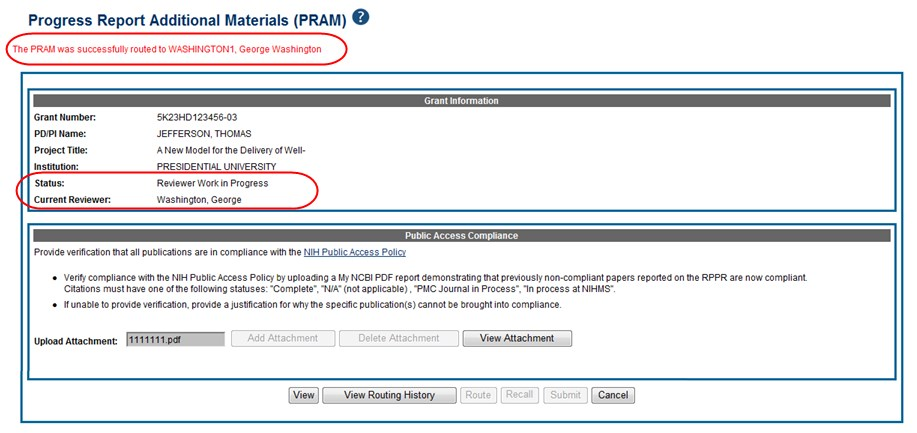 Progress Report Additional Materials (PRAM) ?
The PRAM was successfully routed to WASHINGTON1, George Washington
Grant Information
Grant Number: 5K23HD123456-03
PD/PI Name: JEFFERSON, THOMAS
Project Title: A New Model for the Delivery of Well-
Institution: PRESIDENTIAL UNIVERSITY
Status: Reviewer Work in Progress
Current Reviewer: Washington, George
Public Access Compliance
Provide verification that all publications are in compliance with the NIH Public Access Policy
• Verify compliance with the NIH Public Access Policy by uploading a My NCBI PDF report demonstrating that previously non-compliant papers reported on the RPPR are now compliant.
Citations must have one of the following statuses: "Complete", "N/A" (not applicable) , "PMC Journal in Process", "In process at NIHMS".
• If unable to provide verification, provide a justification for why the specific publication(s) cannot be brought into compliance.
Upload Attachment: 1111111.pdf Add Attachment Delete Attachment View Attachment
View View Routing History Route Recall Submit Cancel